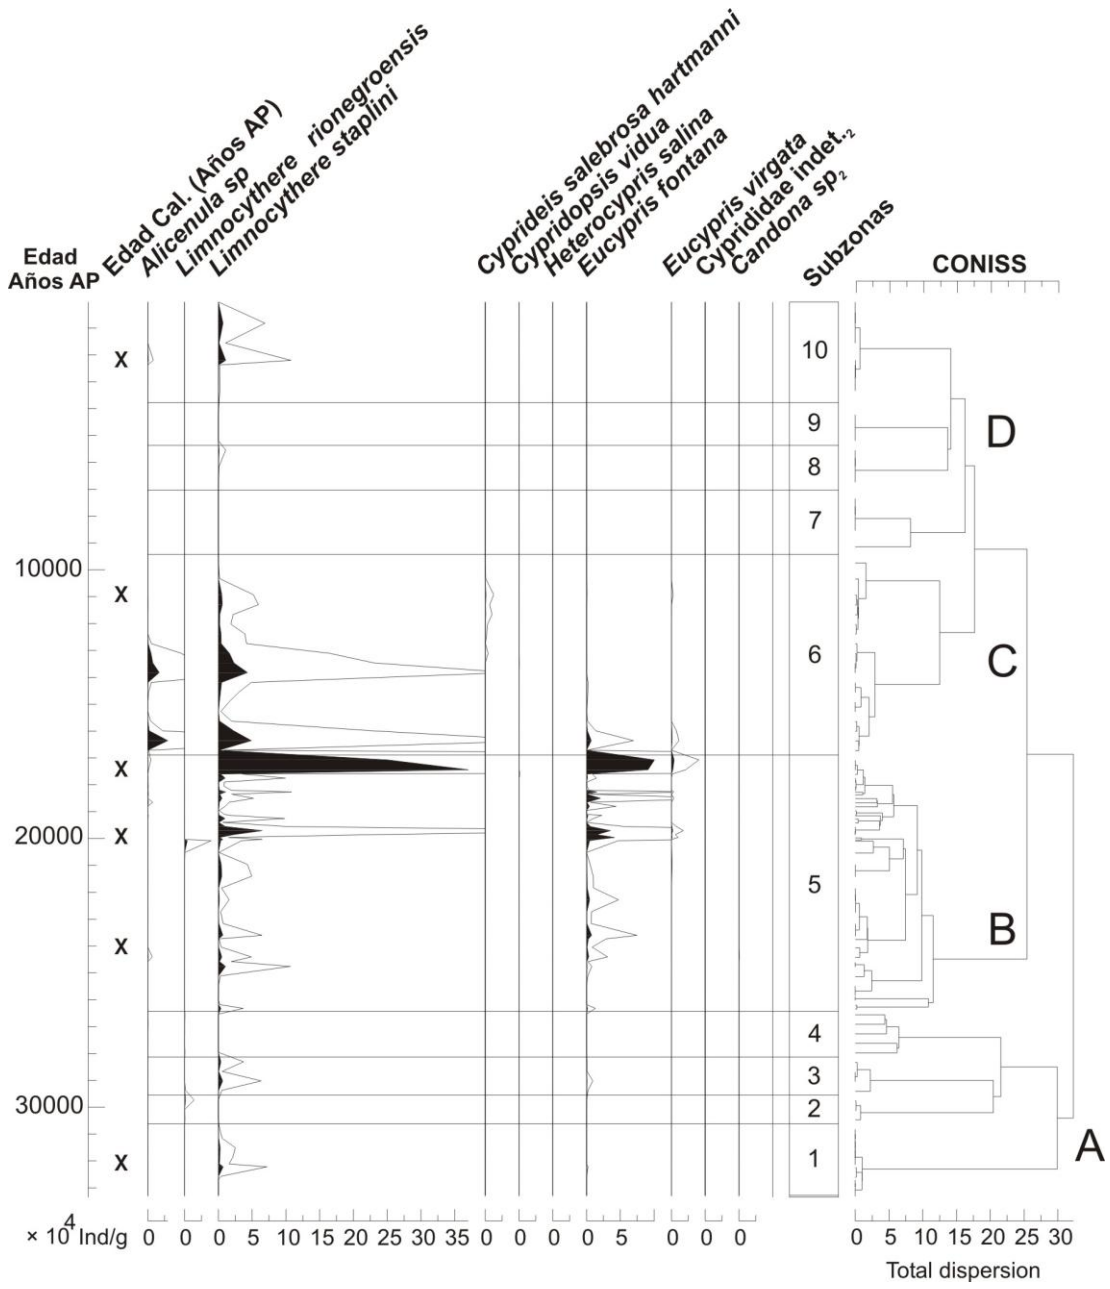 Edad
Años AP
Edad Cal. (Años AP)
Alicenula sp
Limnocythere rionegroensis
Limnocythere staplini
Cyprideis salebrosa hartmanni
Cypridopsis vidua
Heterocypris salina
Eucypris fontana
Eucypris virgata
Cyprididae indet.₂
Candona sp₂
Subzonas
CONISS
X
10
9
D
8
7
10000
X
6
C
X
20000
X
5
X
B
4
3
30000
2
X
1
A
× 10⁴ Ind/g 0 0 0 5 10 15 20 25 30 35 0 0 0 0 5 0 0 0 0 5 10 15 20 25 30
Total dispersion